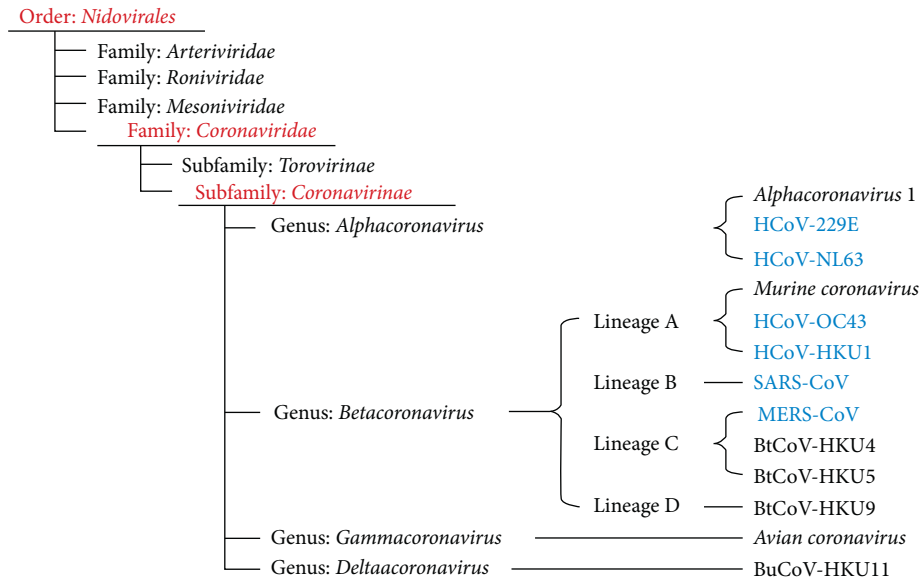 Order: Nidovirales
Family: Arteriviridae
Family: Roniviridae
Family: Mesoniviridae
Family: Coronaviridae
Subfamily: Torovirinae
Subfamily: Coronavirinae
Genus: Alphacoronavirus
Alphacoronavirus 1
HCoV-229E
HCoV-NL63
Genus: Betacoronavirus
Lineage A
Murine coronavirus
HCoV-OC43
HCoV-HKU1
Lineage B
SARS-CoV
Lineage C
MERS-CoV
BtCoV-HKU4
BtCoV-HKU5
Lineage D
BtCoV-HKU9
Genus: Gammacoronavirus
Avian coronavirus
Genus: Deltaacoronavirus
BuCoV-HKU11